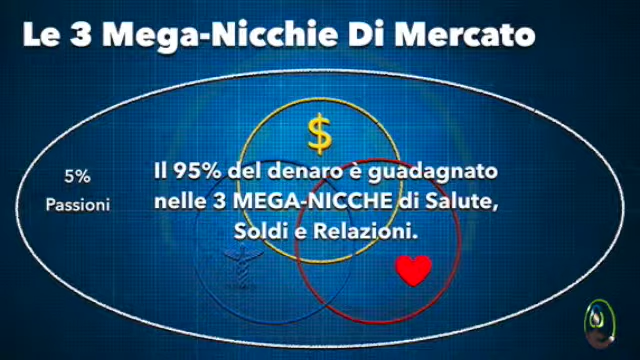 Le 3 Mega-Nicchie Di Mercato
$
5%
Passioni
Il 95% del denaro è guadagnato
nelle 3 MEGA-NICCHE di Salute,
Soldi e Relazioni.